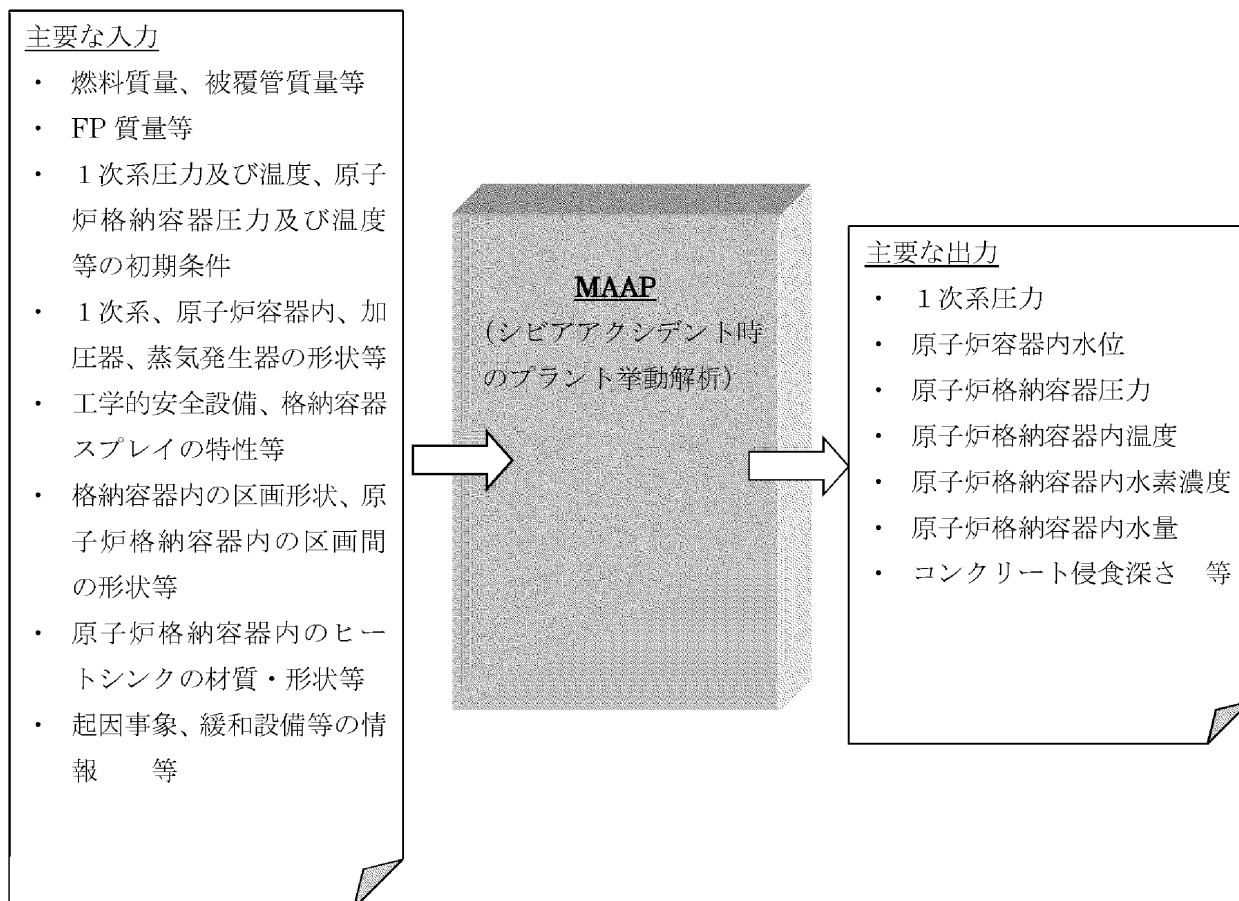 主要な入力
・ 燃料質量、被覆管質量等
・ FP 質量等
・ １次系圧力及び温度、原子
炉格納容器圧力及び温度
等の初期条件
・ １次系、原子炉容器内、加
圧器、蒸気発生器の形状等
・ 工学的安全設備、格納容器
スプレイの特性等
・ 格納容器内の区画形状、原
子炉格納容器内の区画間
の形状等
・ 原子炉格納容器内のヒー
トシンクの材質・形状等
・ 起因事象、緩和設備等の情
報　　等
MAAP
（シビアアクシデント時
のプラント挙動解析）
主要な出力
・ １次系圧力
・ 原子炉容器内水位
・ 原子炉格納容器圧力
・ 原子炉格納容器内温度
・ 原子炉格納容器内水素濃度
・ 原子炉格納容器内水量
・ コンクリート侵食深さ　等